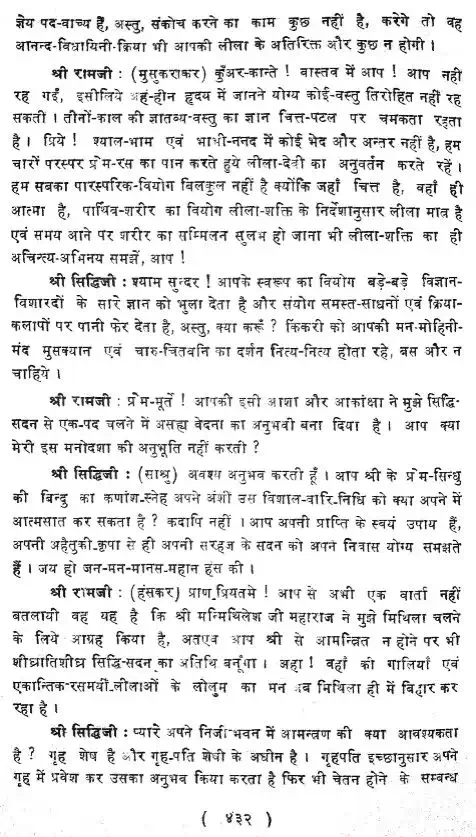 ज्ञेय पद-वाच्य हैं, अस्तु, संकोच करने का काम कुछ नहीं है, करेंगे तो वह
आनन्द-विधायिनी-क्रिया भी आपकी लीला के अतिरिक्त और कुछ न होगी ।
श्री रामजी : (मुसकराकर) कुँअर-कान्ते ! वास्तव में आप ! आप नहीं
रह गईं, इसीलिये अहं-हीन हृदय में जानने योग्य कोई-वस्तु तिरोहित नहीं रह
सकती । तीनों-काल की ज्ञातव्य-वस्तु का ज्ञान चित्त-पटल पर चमकता रहता
है । प्रिये ! श्याल-भाम एवं भाभी-ननद में कोई भेद और अन्तर नहीं है, हम
चारों परस्पर प्रेम-रस का पान करते हुये लीला-देवी का अनुवर्तन करते रहें ।
हम सबका पारस्परिक-वियोग बिलकुल नहीं है क्योंकि जहाँ चित्त है, वहाँ ही
आत्मा है, पार्थिव-शरीर का वियोग लीला-शक्ति के निर्देशानुसार लीला मात्र है
एवं समय आने पर शरीर का सम्मिलन सुलभ हो जाना भी लीला-शक्ति का ही
अचिन्त्य-अभिनय समझें, आप !
श्री सिद्धिजी : श्याम सुन्दर ! आपके स्वरूप का वियोग बड़े-बड़े विज्ञान-
विशारदों के सारे ज्ञान को भुला देता है और संयोग समस्त-साधनों एवं क्रिया-
कलापों पर पानी फेर देता है, अस्तु, क्या करूँ ? किंकरी को आपकी मन-मोहिनी-
मंद मुसक्यान एवं चारु-चितवनि का दर्शन नित्य-नित्य होता रहे, बस और न
चाहिये ।
श्री रामजी : प्रेम-मूर्ते ! आपकी इसी आशा और आकांक्षा ने मुझे सिद्धि-
सदन से एक-पद चलने में असह्य वेदना का अनुभवी बना दिया है । आप क्या
मेरी इस मनोदशा की अनुभूति नहीं करतीं ?
श्री सिद्धिजी : (साश्रु) अवश्य अनुभव करती हूँ । आप श्री के प्रेम-सिन्धु
की बिन्दु का कणांश-स्नेह अपने अंशी उस विशाल-वारि-निधि को क्या अपने में
आत्मसात कर सकता है ? कदापि नहीं । आप अपनी प्राप्ति के स्वयं उपाय हैं,
अपनी अहैतुकी-कृपा से ही अपनी सरहज के सदन को अपने निवास योग्य समझते
हैं । जय हो जन-मन-मानस-महान हंस की ।
श्री रामजी : (हंसकर) प्राण प्रियतमे ! आप से अभी एक वार्ता नहीं
बतलायी वह यह है कि श्री मन्मिथिलेश जी महाराज ने मुझे मिथिला चलने
के लिये आग्रह किया है, अतएव आप श्री से आमन्त्रित न होने पर भी
शीघ्रातिशीघ्र सिद्धि-सदन का अतिथि बनूँगा । अहा ! वहाँ की गालियाँ एवं
एकान्तिक-रसमयी-लीलाओं के लोलुम का मन अब मिथिला ही में बिहार कर
रहा है ।
श्री सिद्धिजी : प्यारे अपने निजी-भवन में आमन्त्रण की क्या आवश्यकता
है ? गृह शेष है और गृह-पति शेषी के अधीन है । गृहपति इच्छानुसार अपने
गृह में प्रवेश कर उसका अनुभव किया करता है फिर भी चेतन होने के सम्बन्ध
( ४३२ )